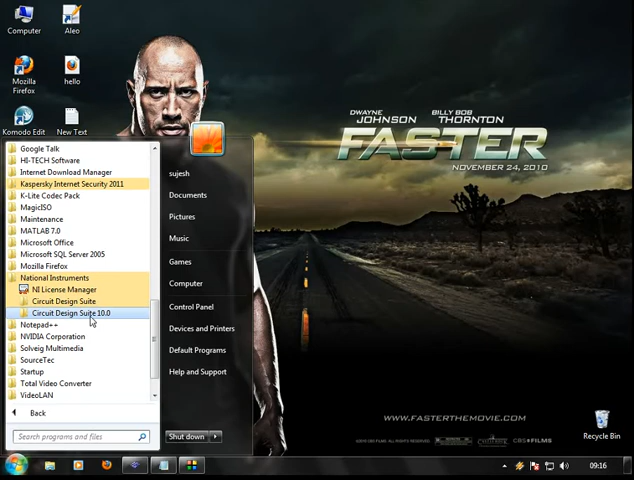 Computer
Aleo
Mozilla
Firefox
hello
Komodo Edit
New Text
DWAYNE
JOHNSON
BILLY BOB
THORNTON
FASTER
NOVEMBER 24, 2010
Google Talk
HI-TECH Software
Internet Download Manager
Kaspersky Internet Security 2011
K-Lite Codec Pack
MagicISO
Maintenance
MATLAB 7.0
Microsoft Office
Microsoft SQL Server 2005
Mozilla Firefox
National Instruments
NI License Manager
Circuit Design Suite
Circuit Design Suite 10.0
Notepad++
NVIDIA Corporation
Solveig Multimedia
SourceTec
Startup
Total Video Converter
VideoLAN
Back
Search programs and files
sujesh
Documents
Pictures
Music
Games
Computer
Control Panel
Devices and Printers
Default Programs
Help and Support
Shut down
WWW.FASTERTHEMOVIE.COM
CBS FILMS
Recycle Bin
09:16